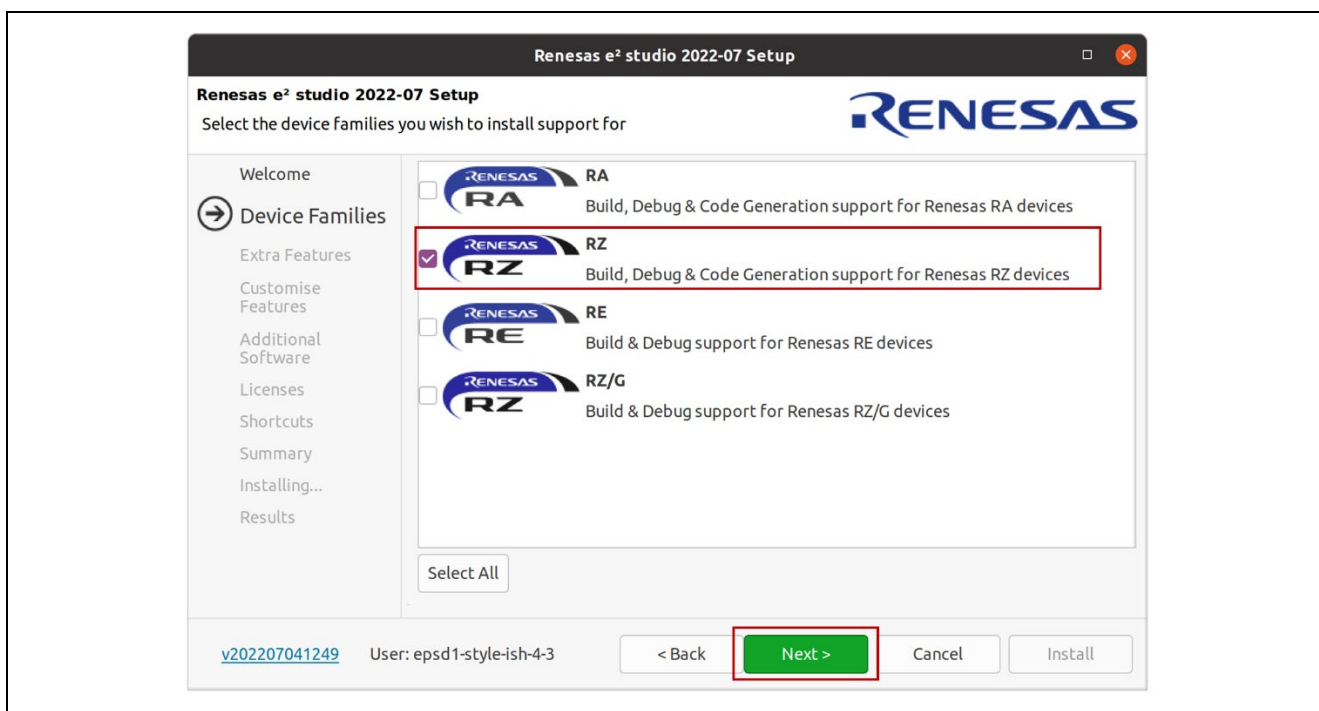 Renesas e² studio 2022-07 Setup
Renesas e² studio 2022-07 Setup
Select the device families you wish to install support for
RENESAS
Welcome
Device Families
Extra Features
Customise
Features
Additional
Software
Licenses
Shortcuts
Summary
Installing...
Results
RENESAS
RA
RA
Build, Debug & Code Generation support for Renesas RA devices
RENESAS
RZ
RZ
Build, Debug & Code Generation support for Renesas RZ devices
RENESAS
RE
RE
Build & Debug support for Renesas RE devices
RENESAS
RZ
RZ/G
Build & Debug support for Renesas RZ/G devices
Select All
v202207041249 User: epsd1-style-ish-4-3 < Back Next > Cancel Install